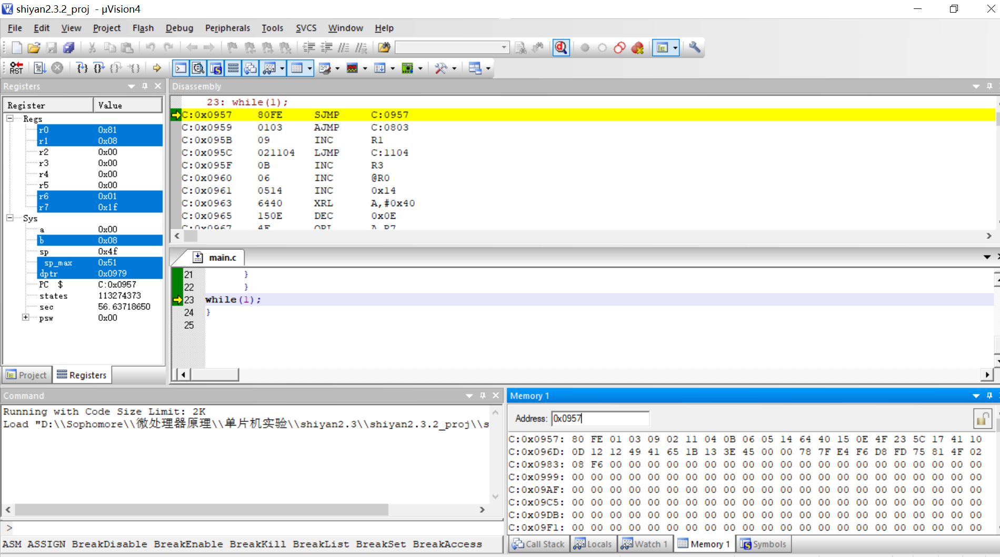 shiyan2.3.2_proj - µVision4
File Edit View Project Flash Debug Peripherals Tools SVCS Window Help
RST
Registers
Register Value
Regs
r0 0x81
r1 0x08
r2 0x00
r3 0x00
r4 0x00
r5 0x00
r6 0x01
r7 0x1f
Sys
a 0x00
b 0x08
sp 0x4f
sp_max 0x51
dptr 0x0979
PC $ C:0x0957
states 113274373
sec 56.63718650
psw 0x00
Project Registers
Disassembly
23: while(1);
C:0x0957 80FE SJMP C:0957
C:0x0959 0103 AJMP C:0803
C:0x095B 09 INC R1
C:0x095C 021104 LJMP C:1104
C:0x095F 0B INC R3
C:0x0960 06 INC @R0
C:0x0961 0514 INC 0x14
C:0x0963 6440 XRL A,#0x40
C:0x0965 150E DEC 0x0E
C:0x0967 4F ORL A,R7
main.c
21 }
22 }
23 while(1);
24 }
25
Command
Running with Code Size Limit: 2K
Load "D:\\Sophomore\\微处理器原理\\单片机实验\\shiyan2.3\\shiyan2.3.2_proj\\s
>
ASM ASSIGN BreakDisable BreakEnable BreakKill BreakList BreakSet BreakAccess
Memory 1
Address: 0x0957
C:0x0957: 80 FE 01 03 09 02 11 04 0B 06 05 14 64 40 15 0E 4F 23 5C 17 41 10
C:0x096D: 0D 12 12 49 41 65 1B 13 3E 45 00 00 78 7F E4 F6 D8 FD 75 81 4F 02
C:0x0983: 08 F6 00 00 00 00 00 00 00 00 00 00 00 00 00 00 00 00 00 00 00 00
C:0x0999: 00 00 00 00 00 00 00 00 00 00 00 00 00 00 00 00 00 00 00 00 00 00
C:0x09AF: 00 00 00 00 00 00 00 00 00 00 00 00 00 00 00 00 00 00 00 00 00 00
C:0x09C5: 00 00 00 00 00 00 00 00 00 00 00 00 00 00 00 00 00 00 00 00 00 00
C:0x09DB: 00 00 00 00 00 00 00 00 00 00 00 00 00 00 00 00 00 00 00 00 00 00
C:0x09F1: 00 00 00 00 00 00 00 00 00 00 00 00 00 00 00 00 00 00 00 00 00 00
Call Stack Locals Watch 1 Memory 1 Symbols